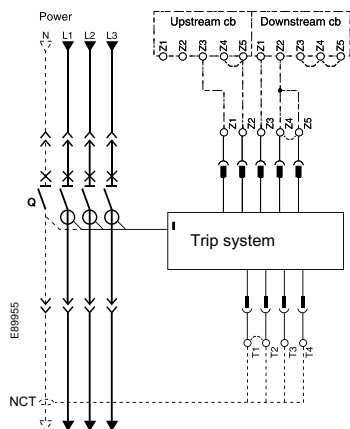 Power
Upstream cb
Downstream cb
N
L1
L2
L3
Z1
Z2
Z3
Z4
Z5
Z1
Z2
Z3
Z4
Z5
Z1
Z2
Z3
Z4
Z5
Q
Trip system
E89955
T1
T2
T3
T4
NCT